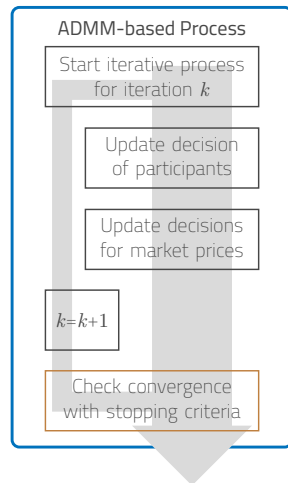 ADMM-based Process
Start iterative process
for iteration k
Update decision
of participants
Update decisions
for market prices
k=k+1
Check convergence
with stopping criteria